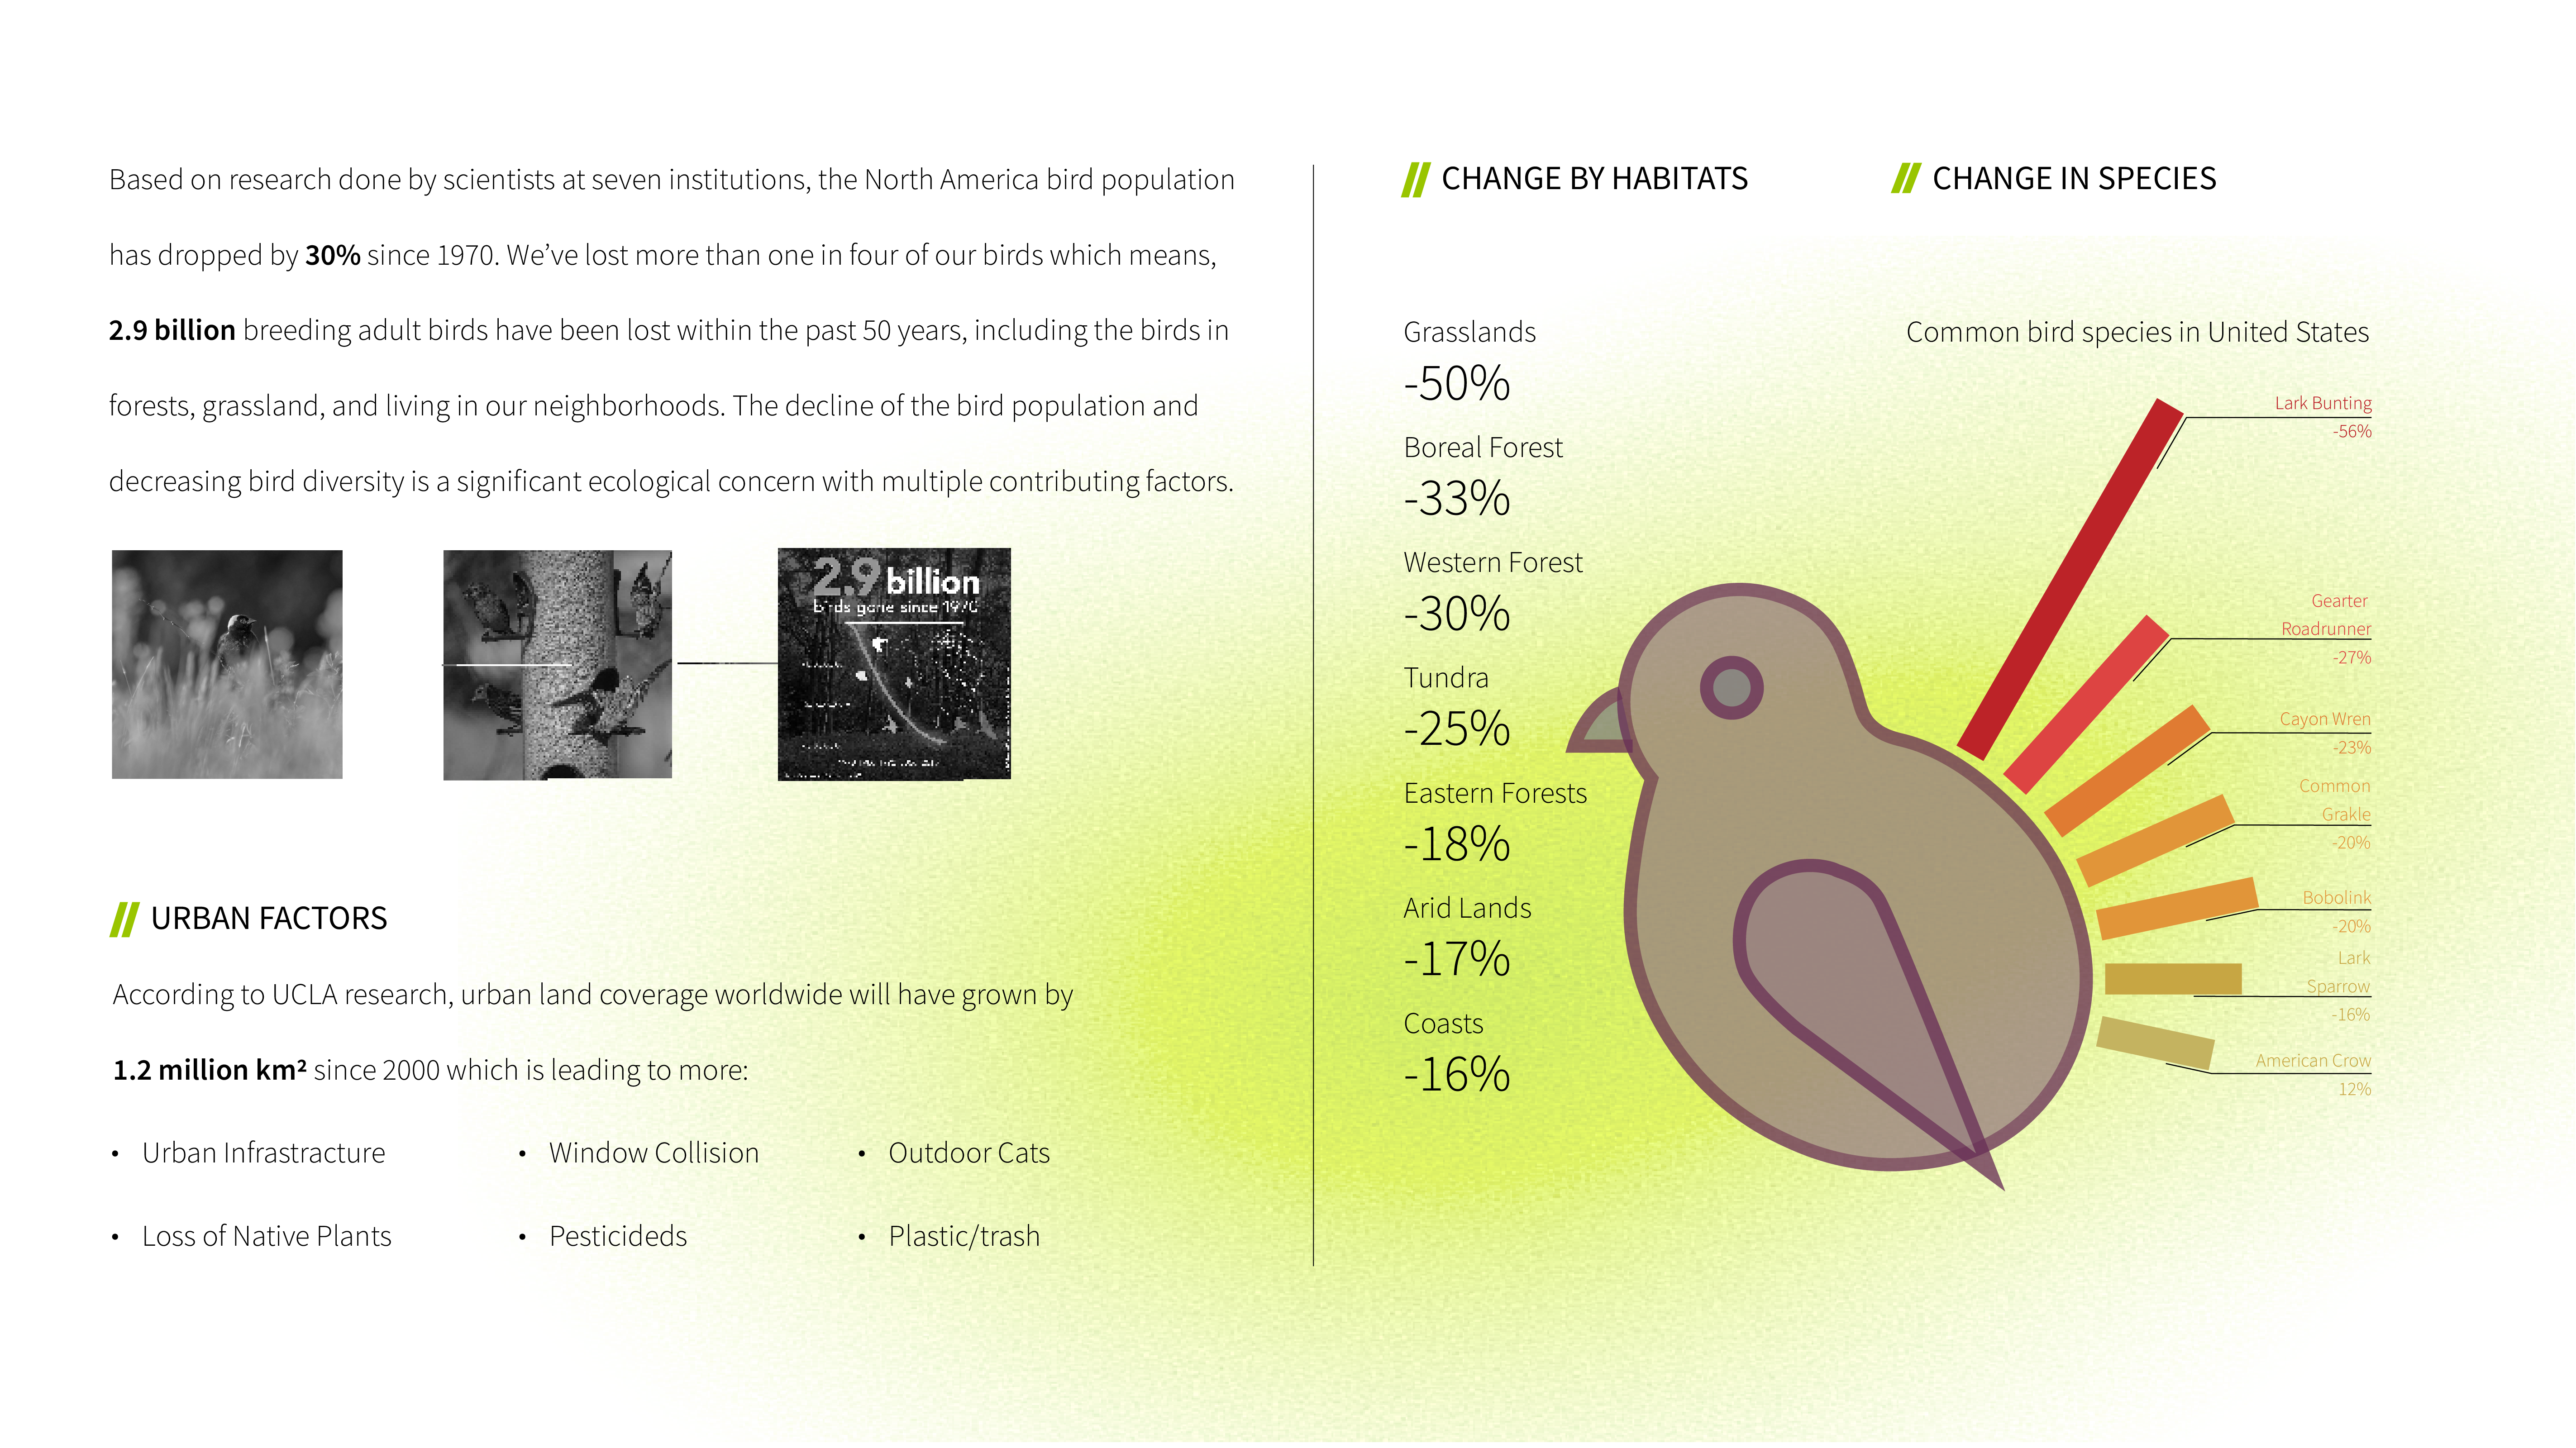 Based on research done by scientists at seven institutions, the North America bird population
has dropped by 30% since 1970. We’ve lost more than one in four of our birds which means,
2.9 billion breeding adult birds have been lost within the past 50 years, including the birds in
forests, grassland, and living in our neighborhoods. The decline of the bird population and
decreasing bird diversity is a significant ecological concern with multiple contributing factors.
2.9 billion
birds gone since 1970
// URBAN FACTORS
According to UCLA research, urban land coverage worldwide will have grown by
1.2 million km² since 2000 which is leading to more:
• Urban Infrastracture
• Window Collision
• Outdoor Cats
• Loss of Native Plants
• Pesticideds
• Plastic/trash
// CHANGE BY HABITATS
Grasslands
-50%
Boreal Forest
-33%
Western Forest
-30%
Tundra
-25%
Eastern Forests
-18%
Arid Lands
-17%
Coasts
-16%
// CHANGE IN SPECIES
Common bird species in United States
Lark Bunting
-56%
Gearter
Roadrunner
-27%
Cayon Wren
-23%
Common
Grakle
-20%
Bobolink
-20%
Lark
Sparrow
-16%
American Crow
12%